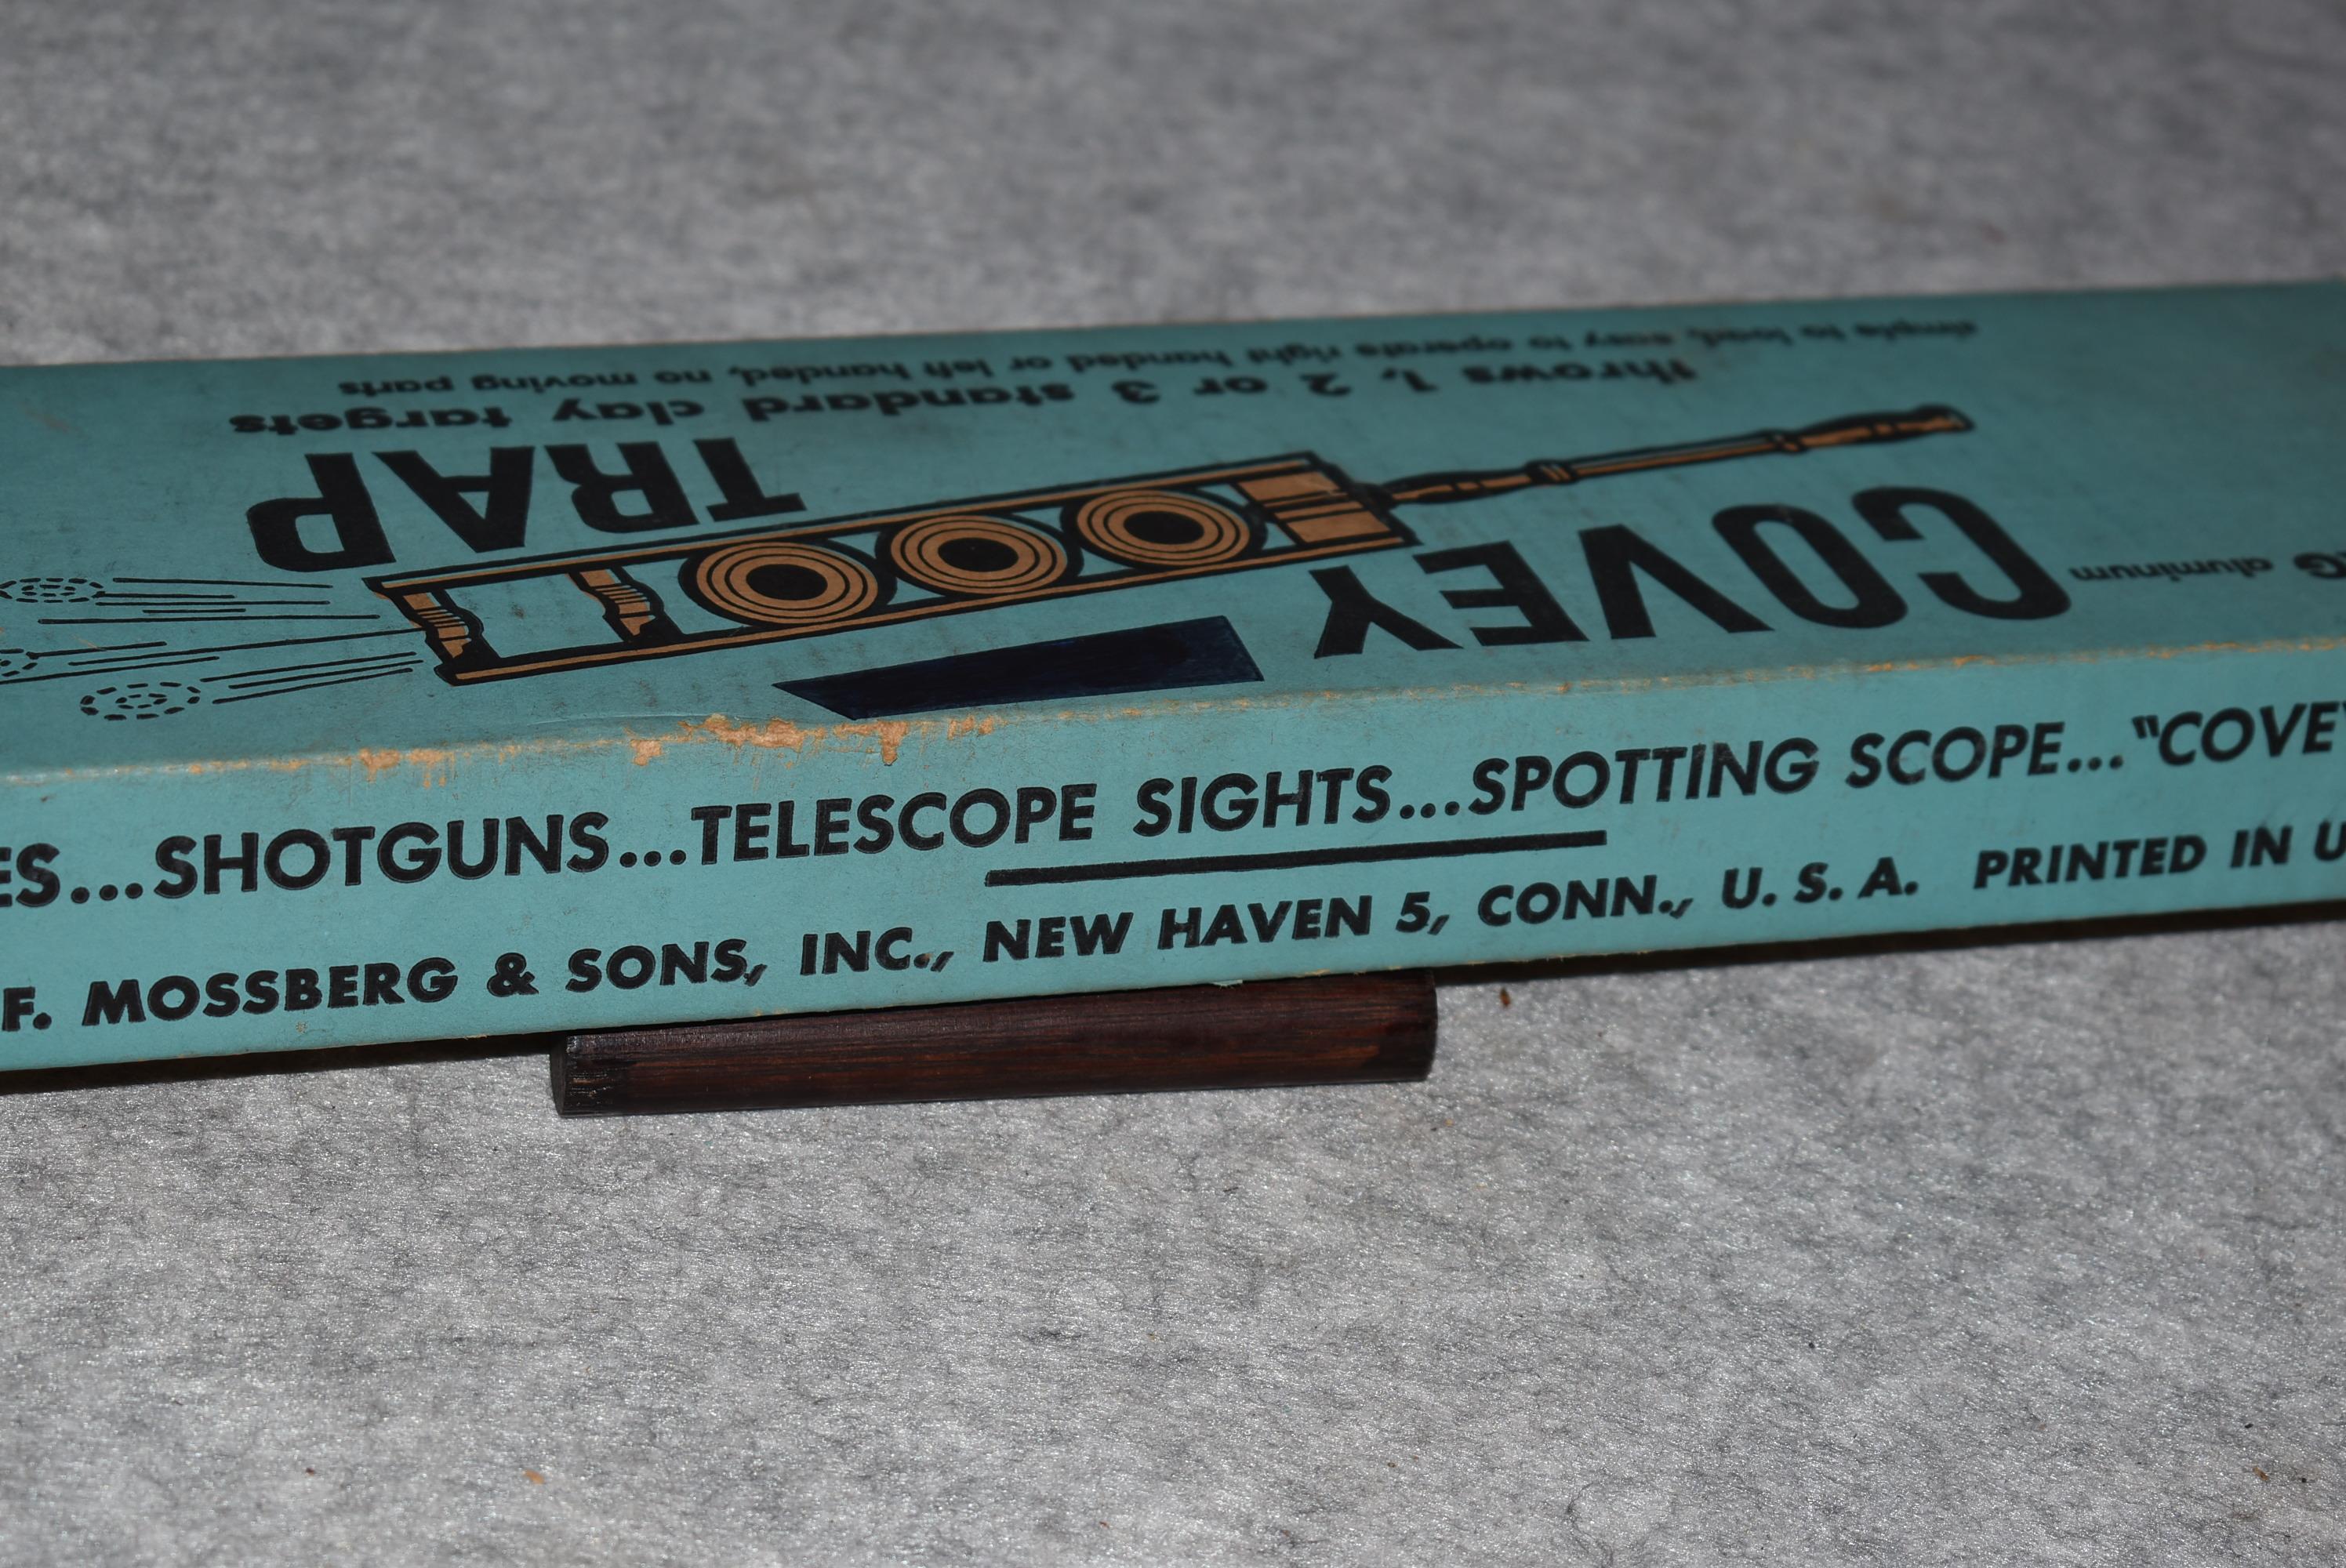 G aluminum
COVEY TRAP
throws 1, 2 or 3 standard clay targets
simple to load, easy to operate right handed or left handed, no moving parts
ES...SHOTGUNS...TELESCOPE SIGHTS...SPOTTING SCOPE..."COVEY
F. MOSSBERG & SONS, INC., NEW HAVEN 5, CONN., U. S. A. PRINTED IN U